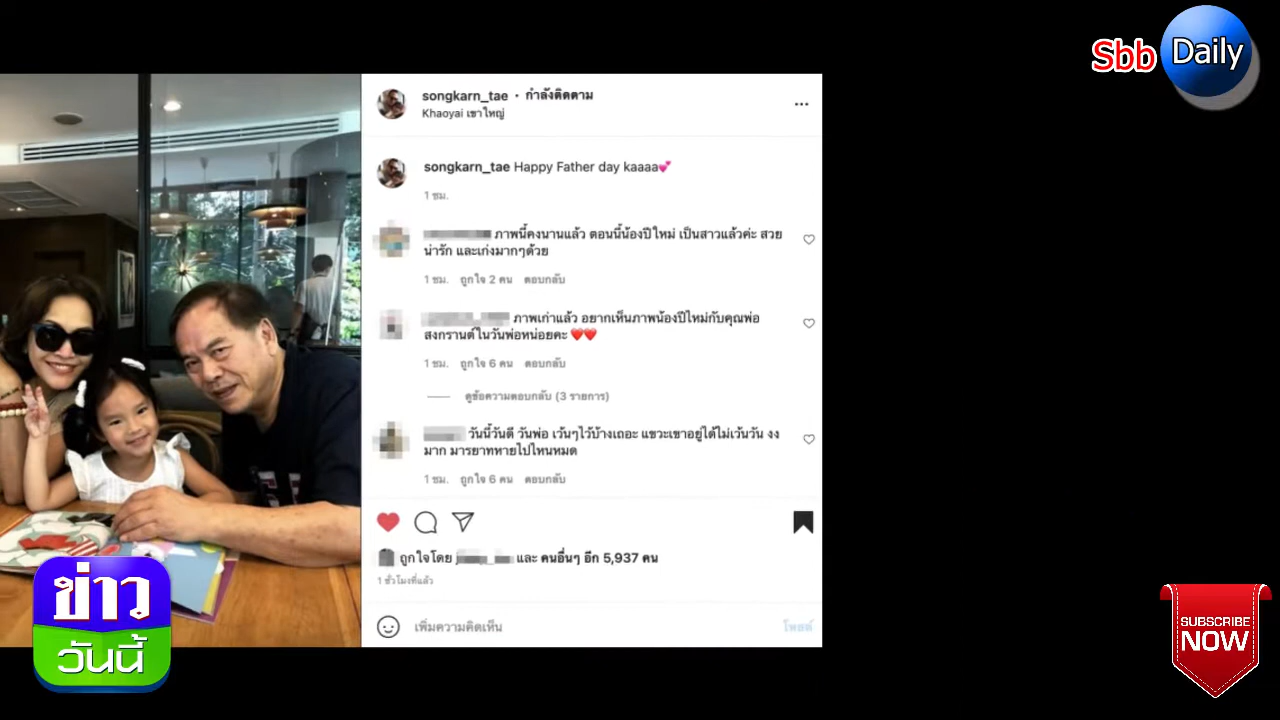 Sbb Daily
songkarn_tae • กำลังติดตาม
Khaoyai เขาใหญ่
songkarn_tae Happy Father day kaaaa💕
1 ชม.
ภาพนี้คงนานแล้ว ตอนนี้น้องปีใหม่ เป็นสาวแล้วค่ะ สวย
น่ารัก และเก่งมากๆด้วย
1 ชม. ถูกใจ 2 คน ตอบกลับ
ภาพเก่าแล้ว อยากเห็นภาพน้องปีใหม่กับคุณพ่อ
สงกรานต์ในวันพ่อหน่อยคะ ❤️❤️
1 ชม. ถูกใจ 6 คน ตอบกลับ
ดูข้อความตอบกลับ (3 รายการ)
วันนี้วันดี วันพ่อ เว้นๆไว้บ้างเถอะ แขวะเขาอยู่ได้ไม่เว้นวัน งง
มาก มารยาทหายไปไหนหมด
1 ชม. ถูกใจ 6 คน ตอบกลับ
ถูกใจโดย และ คนอื่นๆ อีก 5,937 คน
1 ชั่วโมงที่แล้ว
เพิ่มความคิดเห็น โพสต์
ข่าว
วันนี้
SUBSCRIBE
NOW